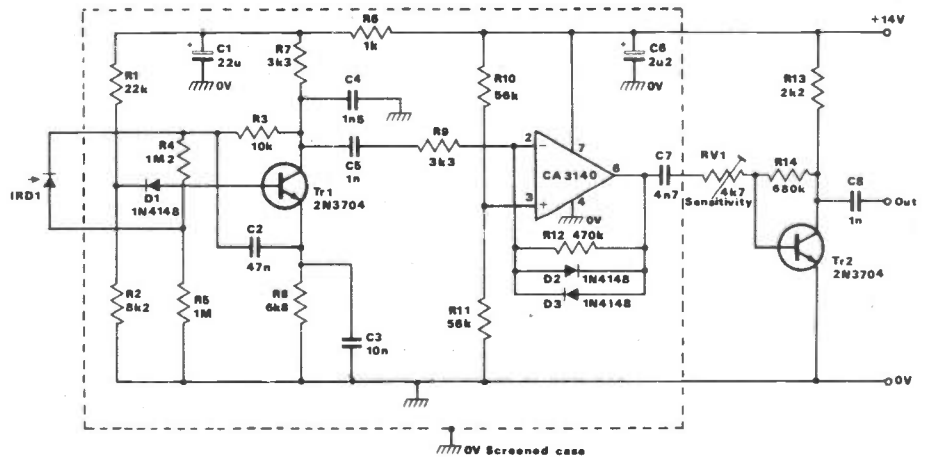 +14V
R6
1k
C1
22u
0V
R7
3k3
C6
2u2
0V
R1
22k
C4
1n5
R10
56k
R13
2k2
R3
10k
R4
1M2
C5
1n
R9
3k3
2
7
CA3140
6
3
4
0V
C7
4n7
RV1
4k7
Sensitivity
R14
680k
C8
1n
Out
IRD1
D1
1N4148
Tr1
2N3704
C2
47n
R12 470k
D2
1N4148
D3
1N4148
Tr2
2N3704
R2
8k2
R5
1M
R8
6k8
C3
10n
R11
56k
0V
0V Screened case